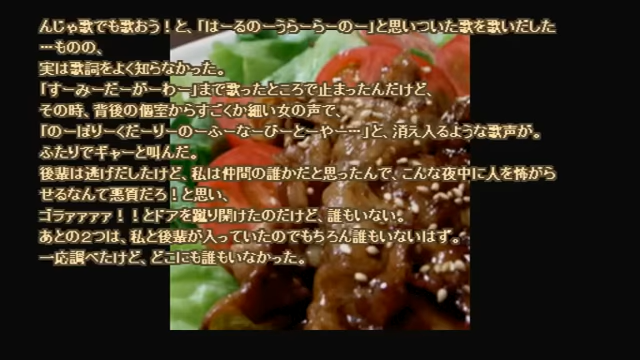 んじゃ歌でも歌おう！と、「はーるのーうらーらーのー」と思いついた歌を歌いだした
…ものの、
実は歌詞をよく知らなかった。
「すーみーだーがーわー」まで歌ったところで止まったんだけど、
その時、背後の個室からすごくか細い女の声で、
「のーぼりーくだーりーのーふーなーびーとーやー…」と、消え入るような歌声が。
ふたりでギャーと叫んだ。
後輩は逃げだしたけど、私は仲間の誰かだと思ったんで、こんな夜中に人を怖がら
せるなんて悪質だろ！と思い、
ゴラァァァァ！！とドアを蹴り開けたのだけど、誰もいない。
あとの２つは、私と後輩が入っていたのでもちろん誰もいないはず。
一応調べたけど、どこにも誰もいなかった。